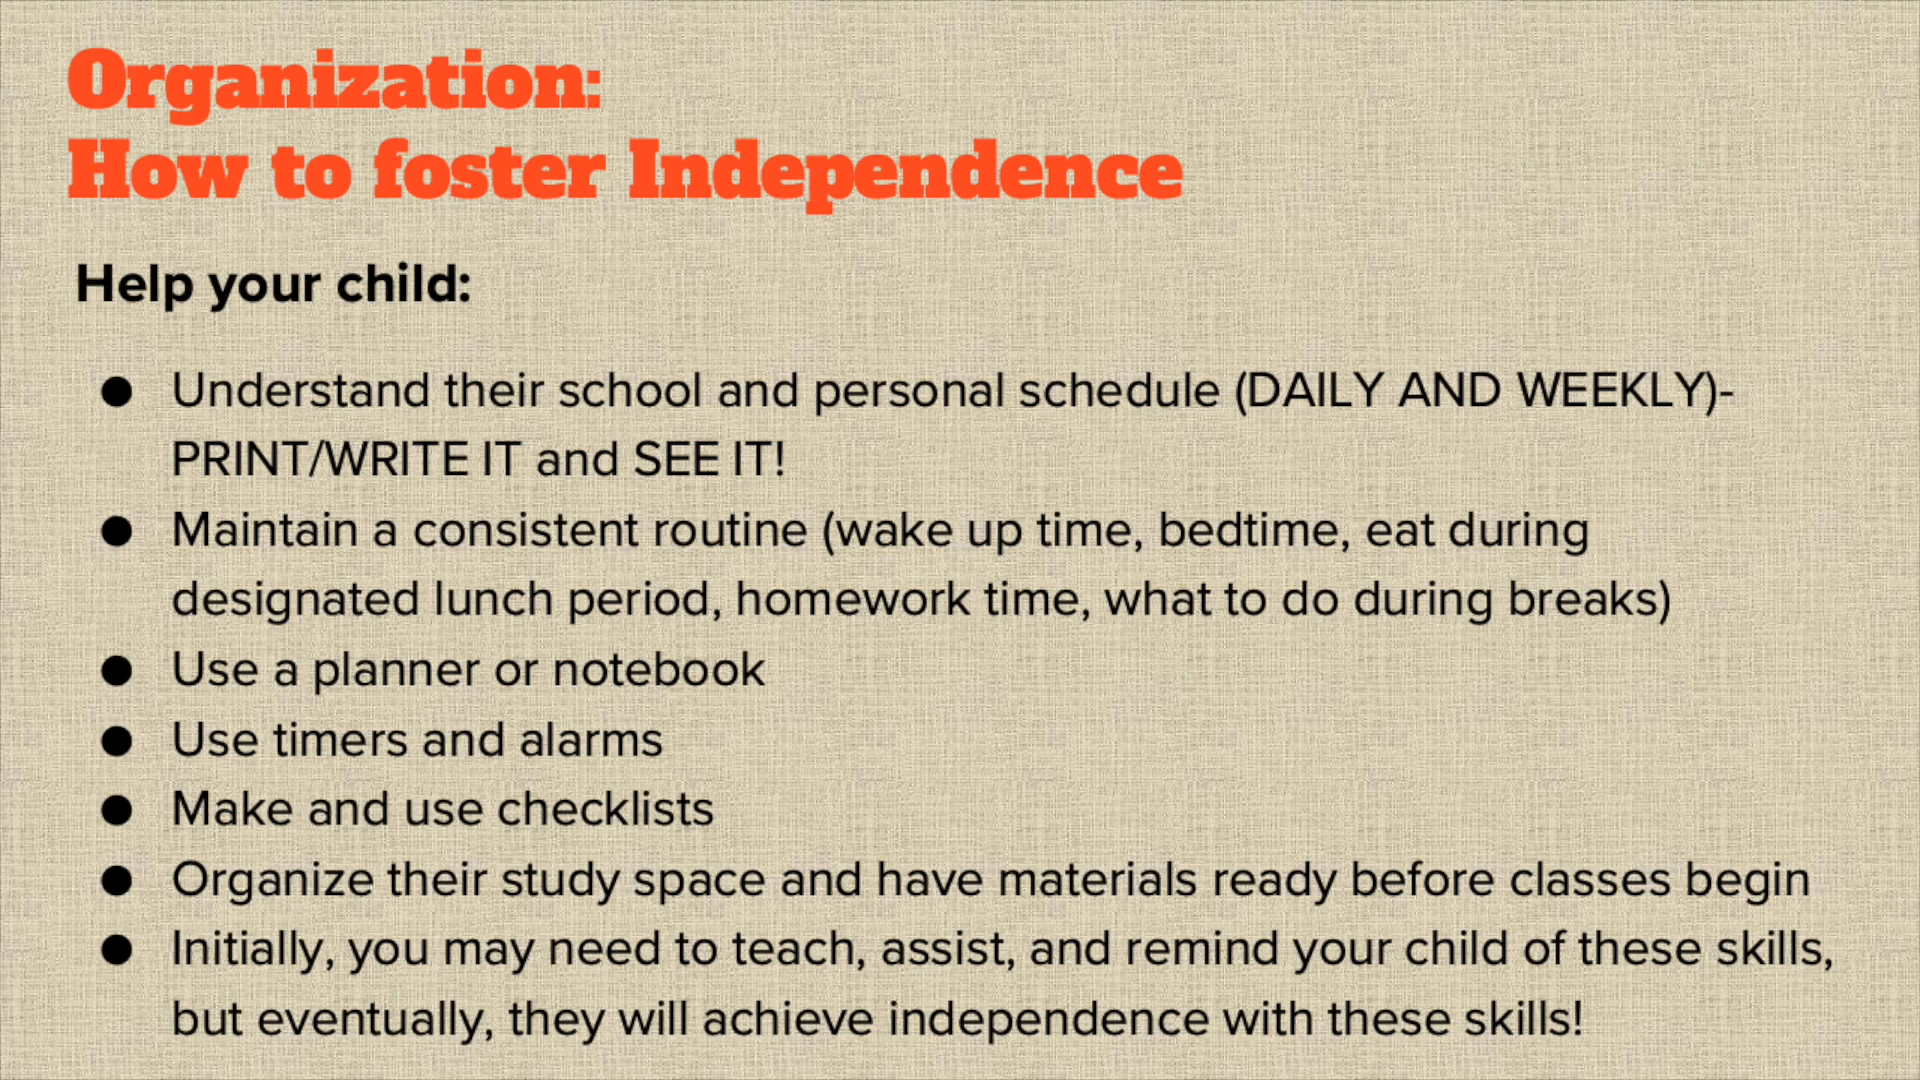 Organization:
How to foster Independence
Help your child:
● Understand their school and personal schedule (DAILY AND WEEKLY)-
PRINT/WRITE IT and SEE IT!
● Maintain a consistent routine (wake up time, bedtime, eat during
designated lunch period, homework time, what to do during breaks)
● Use a planner or notebook
● Use timers and alarms
● Make and use checklists
● Organize their study space and have materials ready before classes begin
● Initially, you may need to teach, assist, and remind your child of these skills,
but eventually, they will achieve independence with these skills!